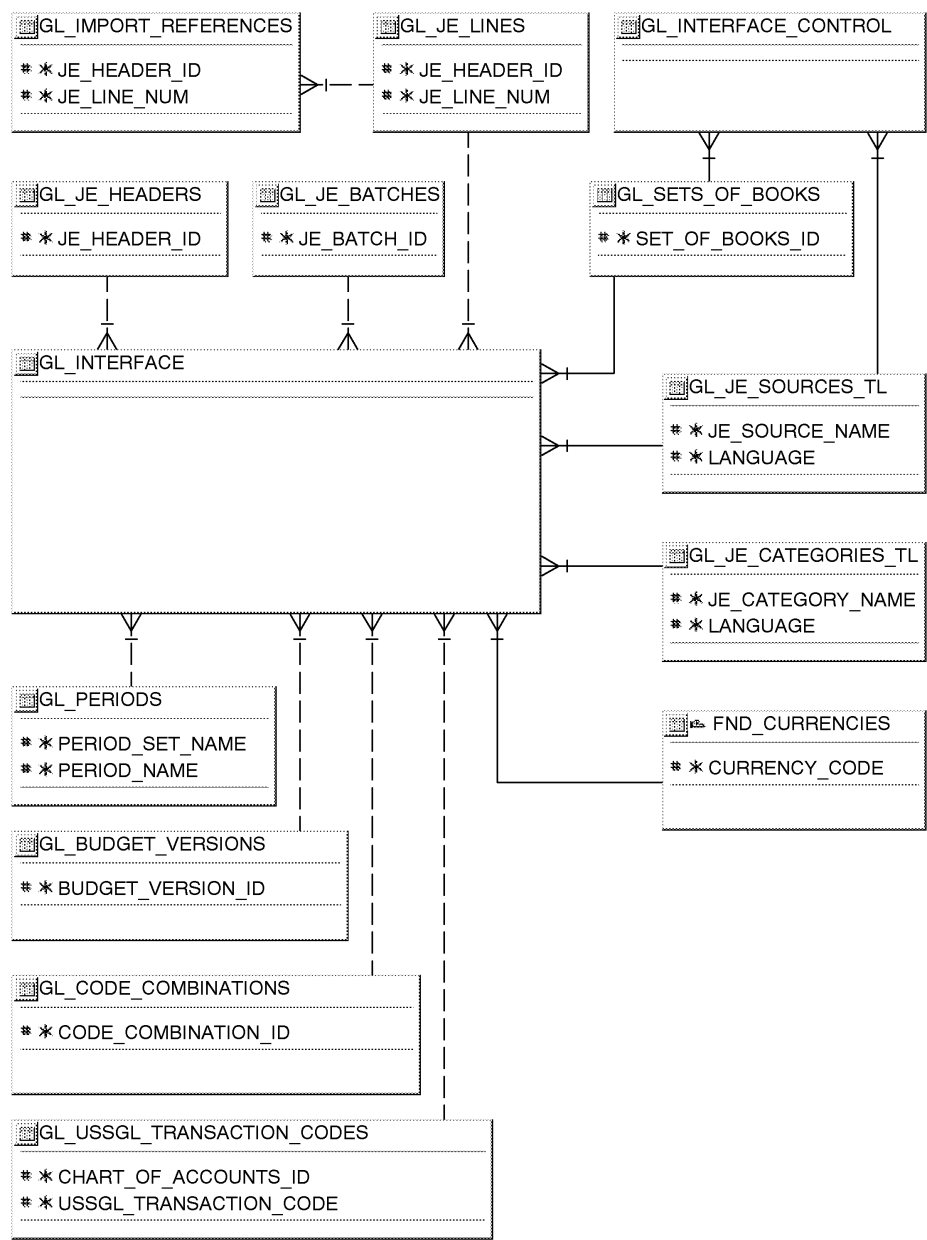 GL_IMPORT_REFERENCES
# * JE_HEADER_ID
# * JE_LINE_NUM
GL_JE_LINES
# * JE_HEADER_ID
# * JE_LINE_NUM
GL_INTERFACE_CONTROL
GL_JE_HEADERS
# * JE_HEADER_ID
GL_JE_BATCHES
# * JE_BATCH_ID
GL_SETS_OF_BOOKS
# * SET_OF_BOOKS_ID
GL_INTERFACE
GL_JE_SOURCES_TL
# * JE_SOURCE_NAME
# * LANGUAGE
GL_JE_CATEGORIES_TL
# * JE_CATEGORY_NAME
# * LANGUAGE
GL_PERIODS
# * PERIOD_SET_NAME
# * PERIOD_NAME
FND_CURRENCIES
# * CURRENCY_CODE
GL_BUDGET_VERSIONS
# * BUDGET_VERSION_ID
GL_CODE_COMBINATIONS
# * CODE_COMBINATION_ID
GL_USSGL_TRANSACTION_CODES
# * CHART_OF_ACCOUNTS_ID
# * USSGL_TRANSACTION_CODE